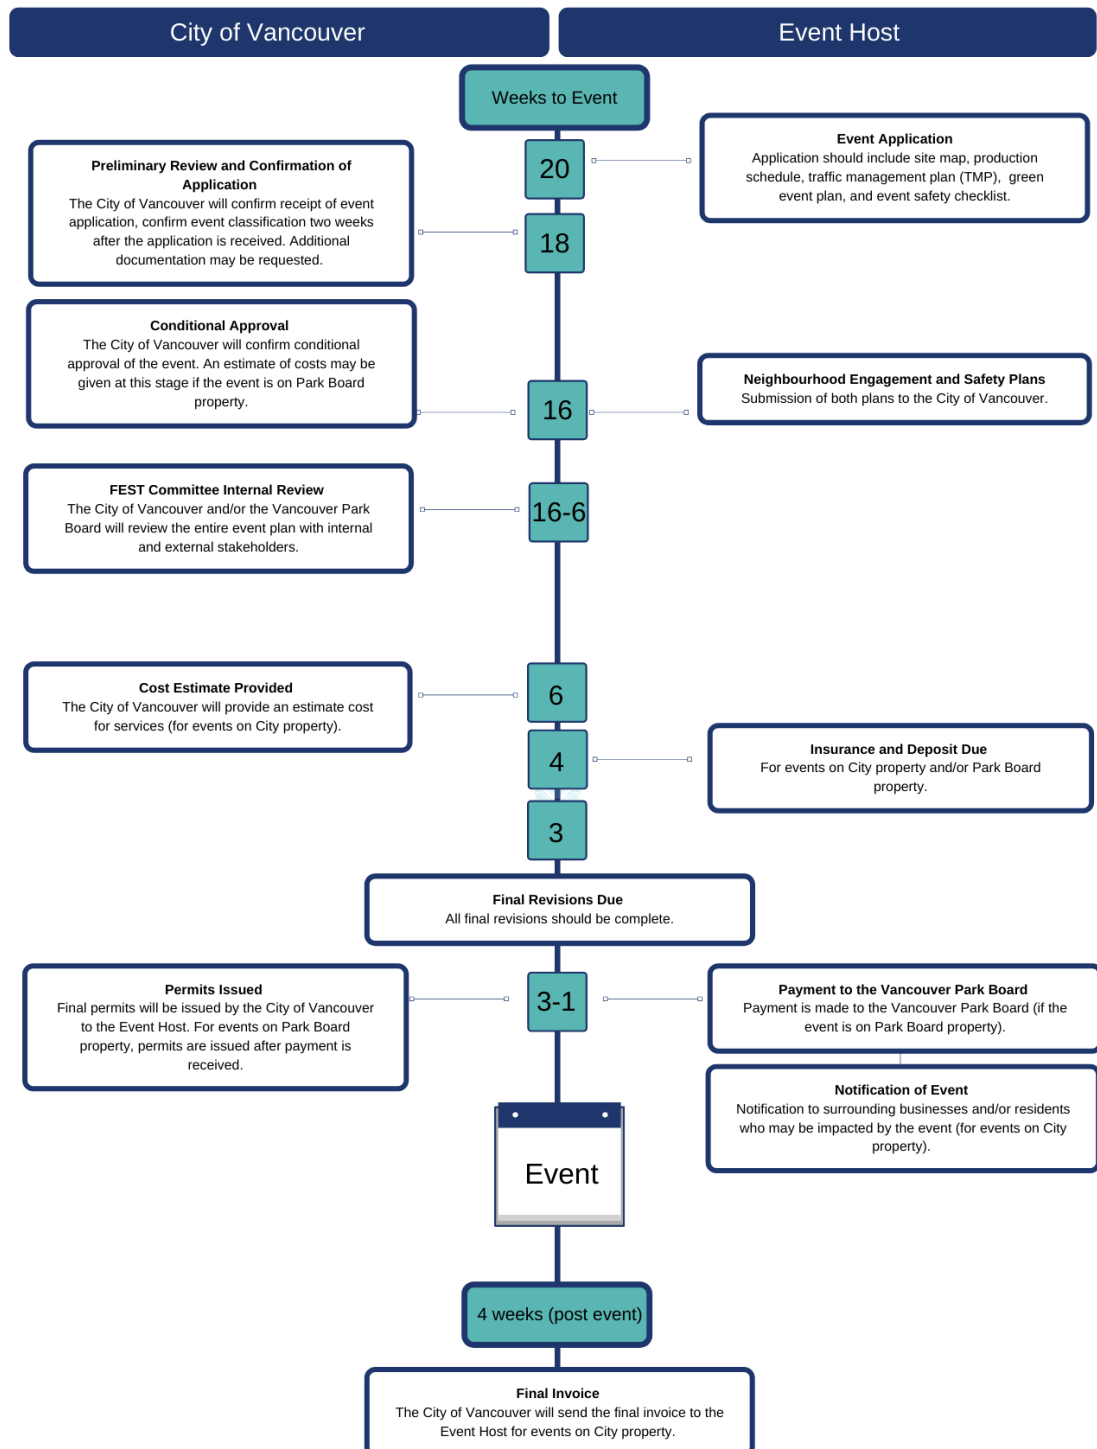 City of Vancouver
Event Host
Weeks to Event
20
Event Application
Application should include site map, production
schedule, traffic management plan (TMP), green
event plan, and event safety checklist.
Preliminary Review and Confirmation of
Application
The City of Vancouver will confirm receipt of event
application, confirm event classification two weeks
after the application is received. Additional
documentation may be requested.
18
Conditional Approval
The City of Vancouver will confirm conditional
approval of the event. An estimate of costs may be
given at this stage if the event is on Park Board
property.
16
Neighbourhood Engagement and Safety Plans
Submission of both plans to the City of Vancouver.
FEST Committee Internal Review
The City of Vancouver and/or the Vancouver Park
Board will review the entire event plan with internal
and external stakeholders.
16-6
Cost Estimate Provided
The City of Vancouver will provide an estimate cost
for services (for events on City property).
6
4
Insurance and Deposit Due
For events on City property and/or Park Board
property.
3
Final Revisions Due
All final revisions should be complete.
Permits Issued
Final permits will be issued by the City of Vancouver
to the Event Host. For events on Park Board
property, permits are issued after payment is
received.
3-1
Payment to the Vancouver Park Board
Payment is made to the Vancouver Park Board (if the
event is on Park Board property).
Notification of Event
Notification to surrounding businesses and/or residents
who may be impacted by the event (for events on City
property).
Event
4 weeks (post event)
Final Invoice
The City of Vancouver will send the final invoice to the
Event Host for events on City property.